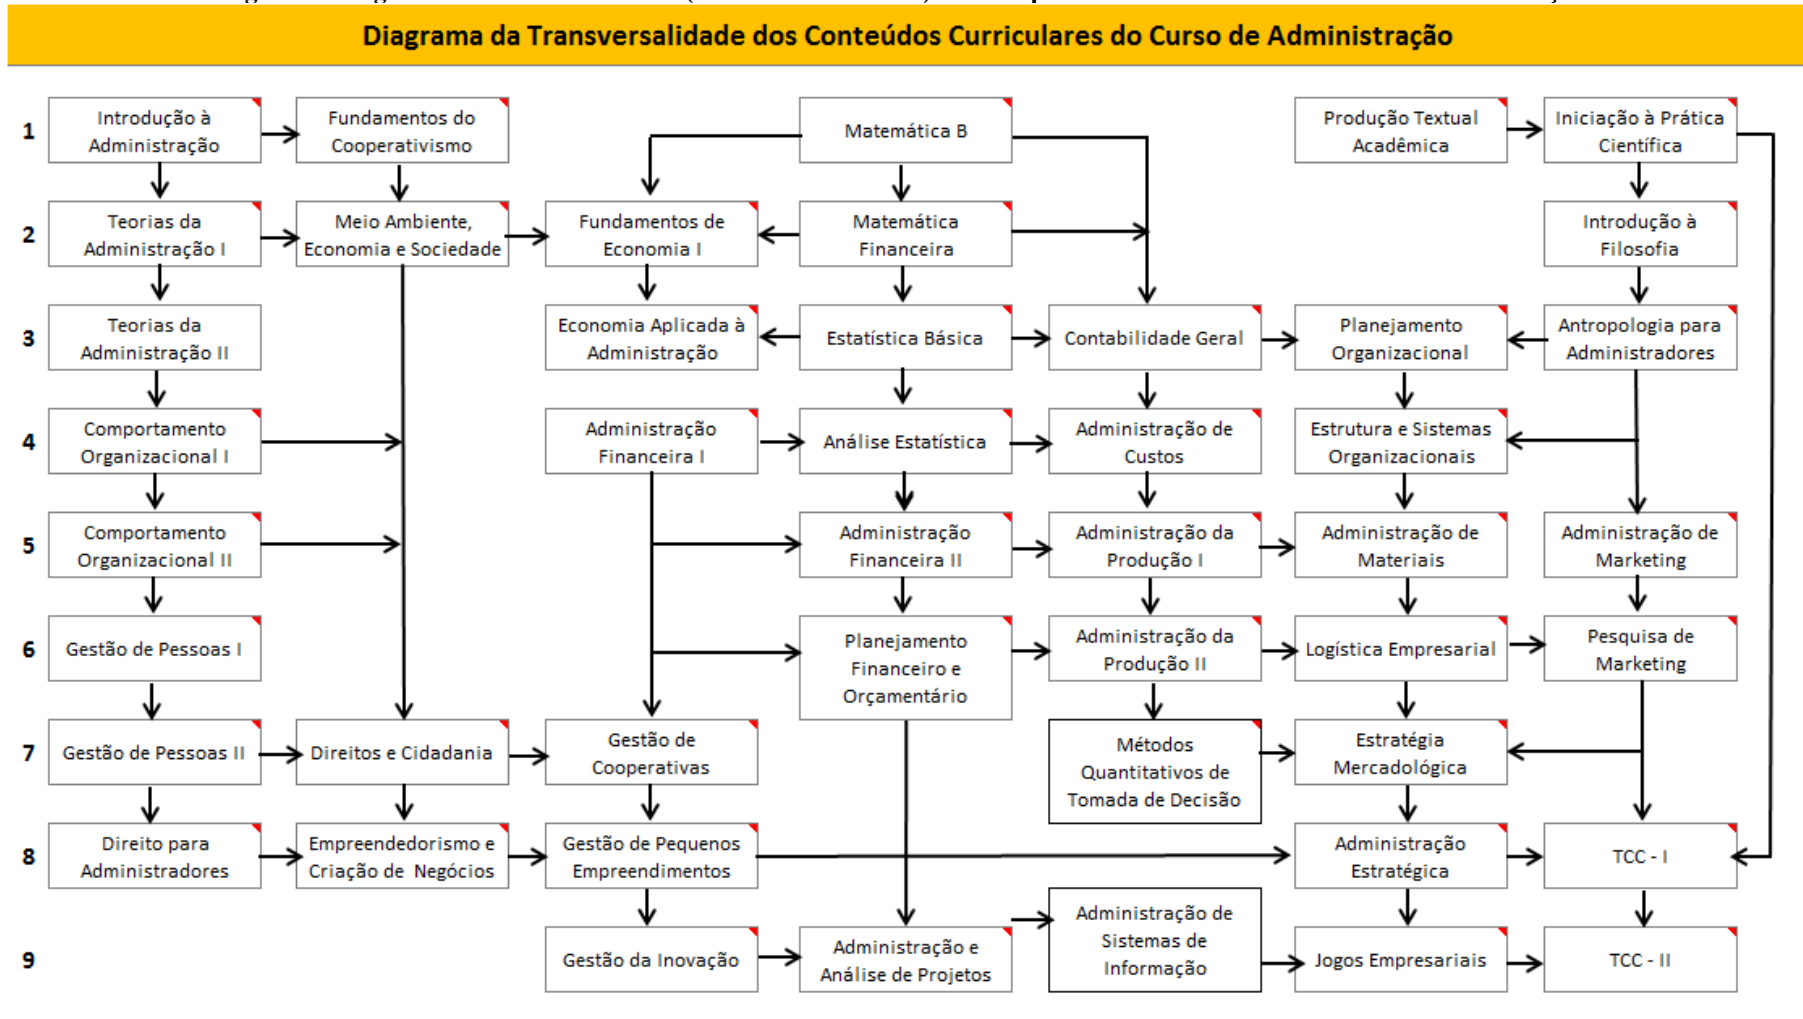 Diagrama da Transversalidade dos Conteúdos Curriculares do Curso de Administração
1
Introdução à
Administração
Fundamentos do
Cooperativismo
Matemática B
Produção Textual
Acadêmica
Iniciação à Prática
Científica
2
Teorias da
Administração I
Meio Ambiente,
Economia e Sociedade
Fundamentos de
Economia I
Matemática
Financeira
Introdução à
Filosofia
3
Teorias da
Administração II
Economia Aplicada à
Administração
Estatística Básica
Contabilidade Geral
Planejamento
Organizacional
Antropologia para
Administradores
4
Comportamento
Organizacional I
Administração
Financeira I
Análise Estatística
Administração de
Custos
Estrutura e Sistemas
Organizacionais
5
Comportamento
Organizacional II
Administração
Financeira II
Administração da
Produção I
Administração de
Materiais
Administração de
Marketing
6
Gestão de Pessoas I
Planejamento
Financeiro e
Orçamentário
Administração da
Produção II
Logística Empresarial
Pesquisa de
Marketing
7
Gestão de Pessoas II
Direitos e Cidadania
Gestão de
Cooperativas
Métodos
Quantitativos de
Tomada de Decisão
Estratégia
Mercadológica
8
Direito para
Administradores
Empreendedorismo e
Criação de Negócios
Gestão de Pequenos
Empreendimentos
Administração
Estratégica
TCC - I
9
Gestão da Inovação
Administração e
Análise de Projetos
Administração de
Sistemas de
Informação
Jogos Empresariais
TCC - II